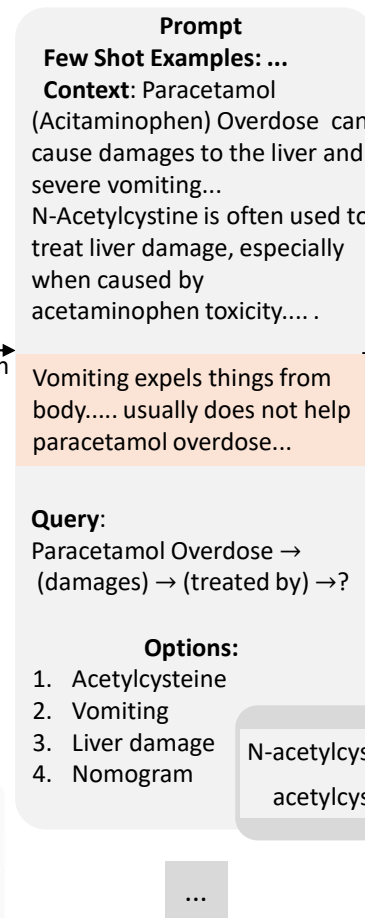 Prompt
Few Shot Examples: ...
Context: Paracetamol
(Acitaminophen) Overdose can
cause damages to the liver and
severe vomiting...
N-Acetylcystine is often used to
treat liver damage, especially
when caused by
acetaminophen toxicity.... .
Vomiting expels things from
body..... usually does not help
paracetamol overdose...
Query:
Paracetamol Overdose →
(damages) → (treated by) →?
Options:
1. Acetylcysteine
2. Vomiting
3. Liver damage
4. Nomogram
N-acetylcys
acetylcys
...